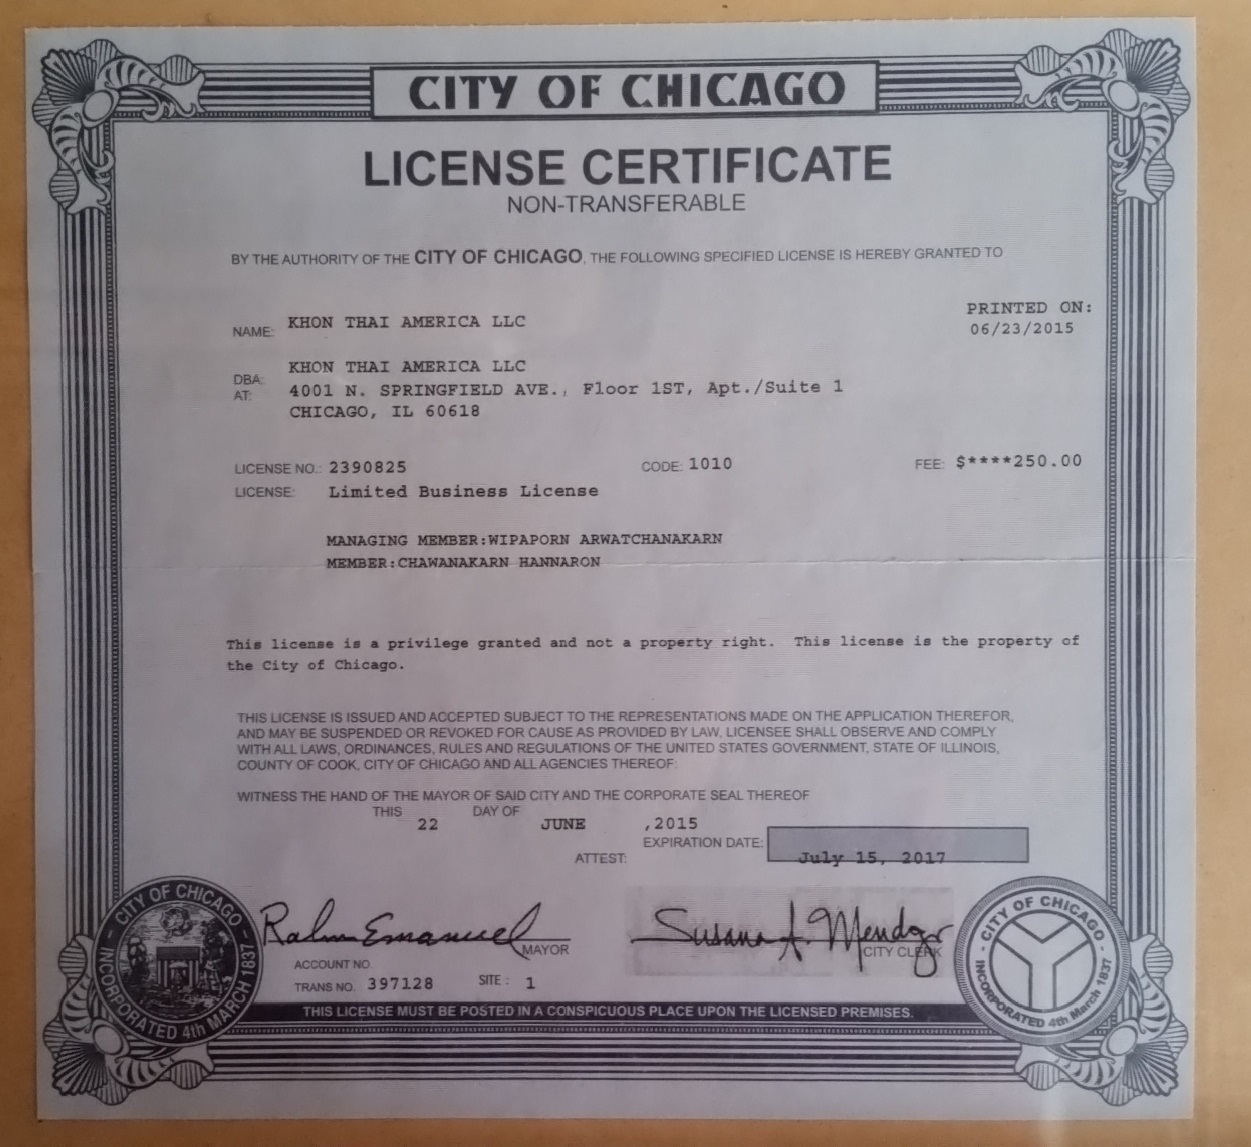 CITY OF CHICAGO
LICENSE CERTIFICATE
NON-TRANSFERABLE
BY THE AUTHORITY OF THE CITY OF CHICAGO, THE FOLLOWING SPECIFIED LICENSE IS HEREBY GRANTED TO
PRINTED ON:
06/23/2015
NAME: KHON THAI AMERICA LLC
DBA: KHON THAI AMERICA LLC
AT: 4001 N. SPRINGFIELD AVE., Floor 1ST, Apt./Suite 1
CHICAGO, IL 60618
LICENSE NO.: 2390825 CODE: 1010 FEE: $****250.00
LICENSE: Limited Business License
MANAGING MEMBER:WIPAPORN ARWATCHANAKARN
MEMBER:CHAWANAKARN HANNARON
This license is a privilege granted and not a property right. This license is the property of
the City of Chicago.
THIS LICENSE IS ISSUED AND ACCEPTED SUBJECT TO THE REPRESENTATIONS MADE ON THE APPLICATION THEREFOR,
AND MAY BE SUSPENDED OR REVOKED FOR CAUSE AS PROVIDED BY LAW, LICENSEE SHALL OBSERVE AND COMPLY
WITH ALL LAWS, ORDINANCES, RULES AND REGULATIONS OF THE UNITED STATES GOVERNMENT, STATE OF ILLINOIS,
COUNTY OF COOK, CITY OF CHICAGO AND ALL AGENCIES THEREOF:
WITNESS THE HAND OF THE MAYOR OF SAID CITY AND THE CORPORATE SEAL THEREOF
THIS 22 DAY OF JUNE ,2015
EXPIRATION DATE: July 15, 2017
ATTEST:
Rahm Emanuel MAYOR
Susana A. Mendoza CITY CLERK
ACCOUNT NO.
TRANS NO. 397128 SITE : 1
THIS LICENSE MUST BE POSTED IN A CONSPICUOUS PLACE UPON THE LICENSED PREMISES.
CITY OF CHICAGO INCORPORATED 4th MARCH 1837
CITY OF CHICAGO INCORPORATED 4th March 1837